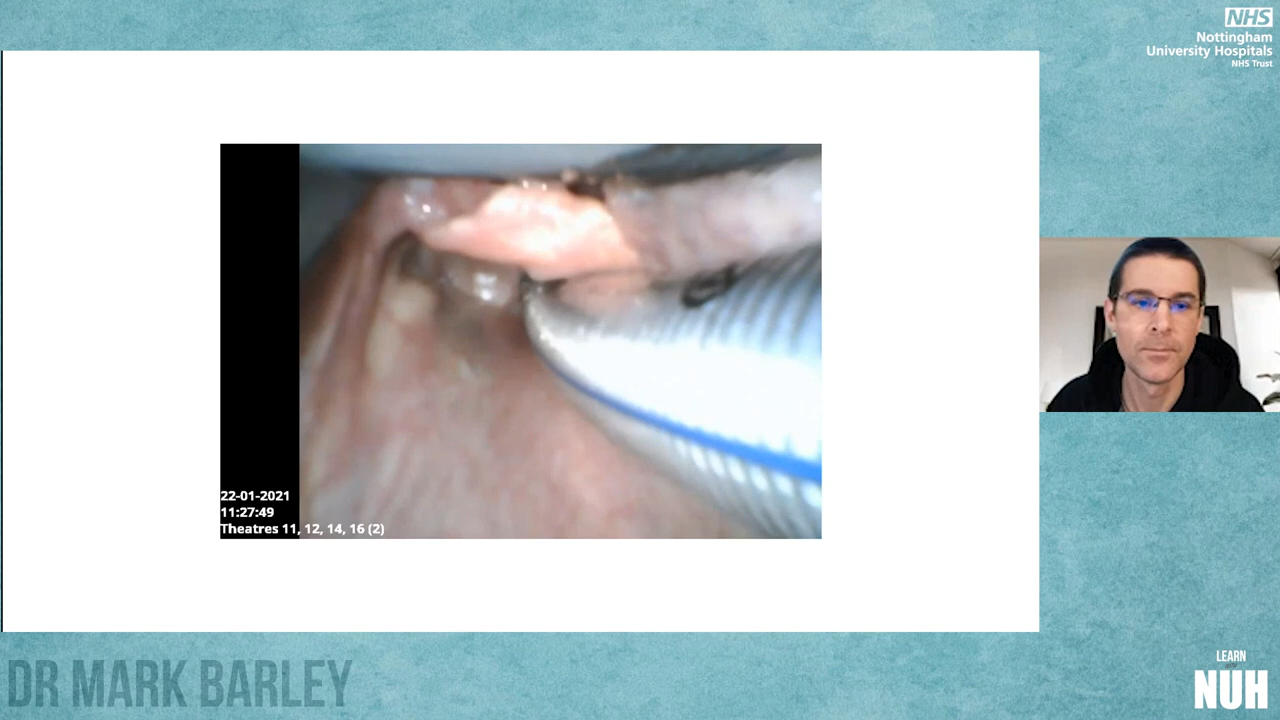 NHS
Nottingham
University Hospitals
NHS Trust
22-01-2021
11:27:49
Theatres 11, 12, 14, 16 (2)
DR MARK BARLEY
LEARN
NUH